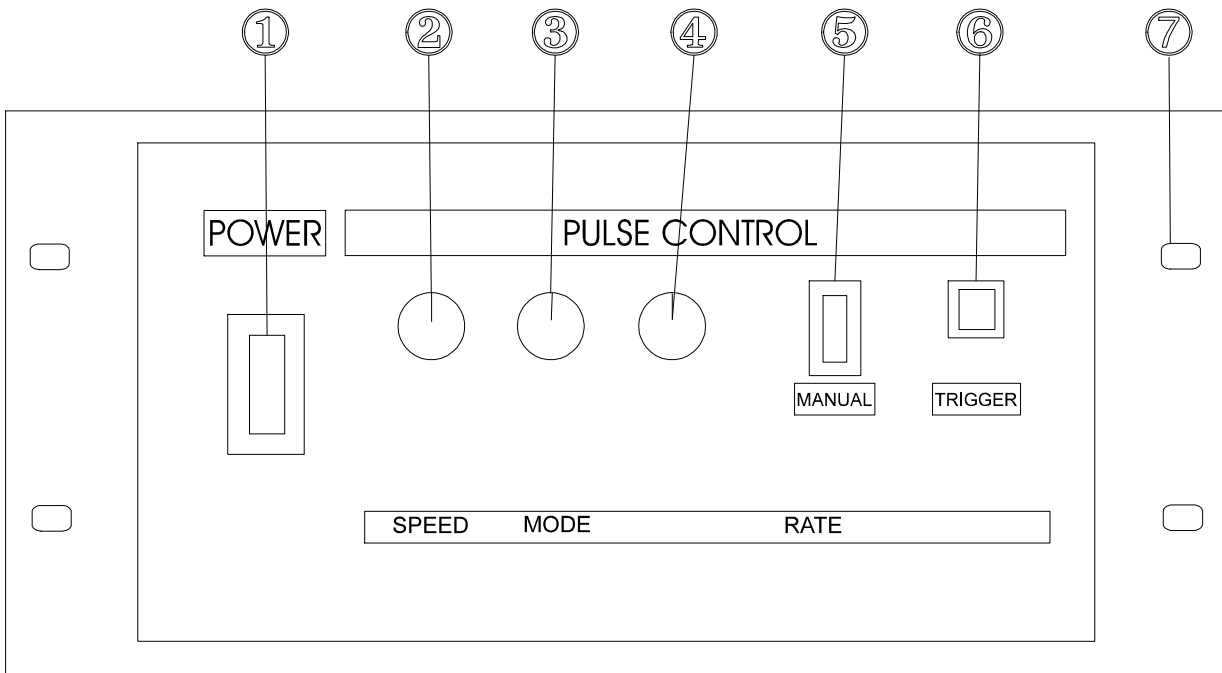 ① ② ③ ④ ⑤ ⑥ ⑦
POWER PULSE CONTROL
MANUAL TRIGGER
SPEED MODE RATE